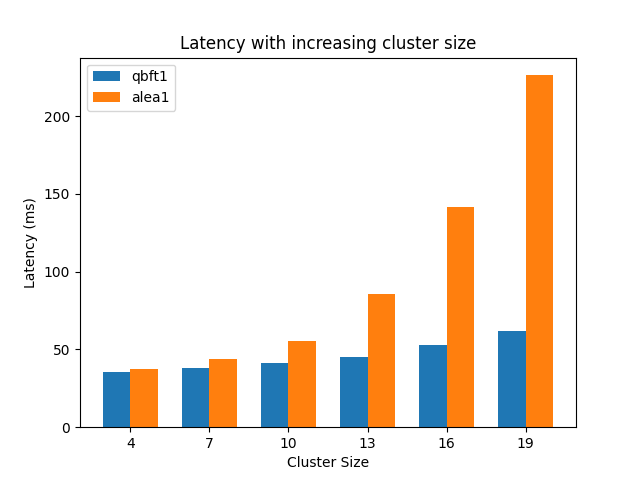 Latency with increasing cluster size
qbft1
alea1
200
150
100
50
0
Latency (ms)
4 7 10 13 16 19
Cluster Size